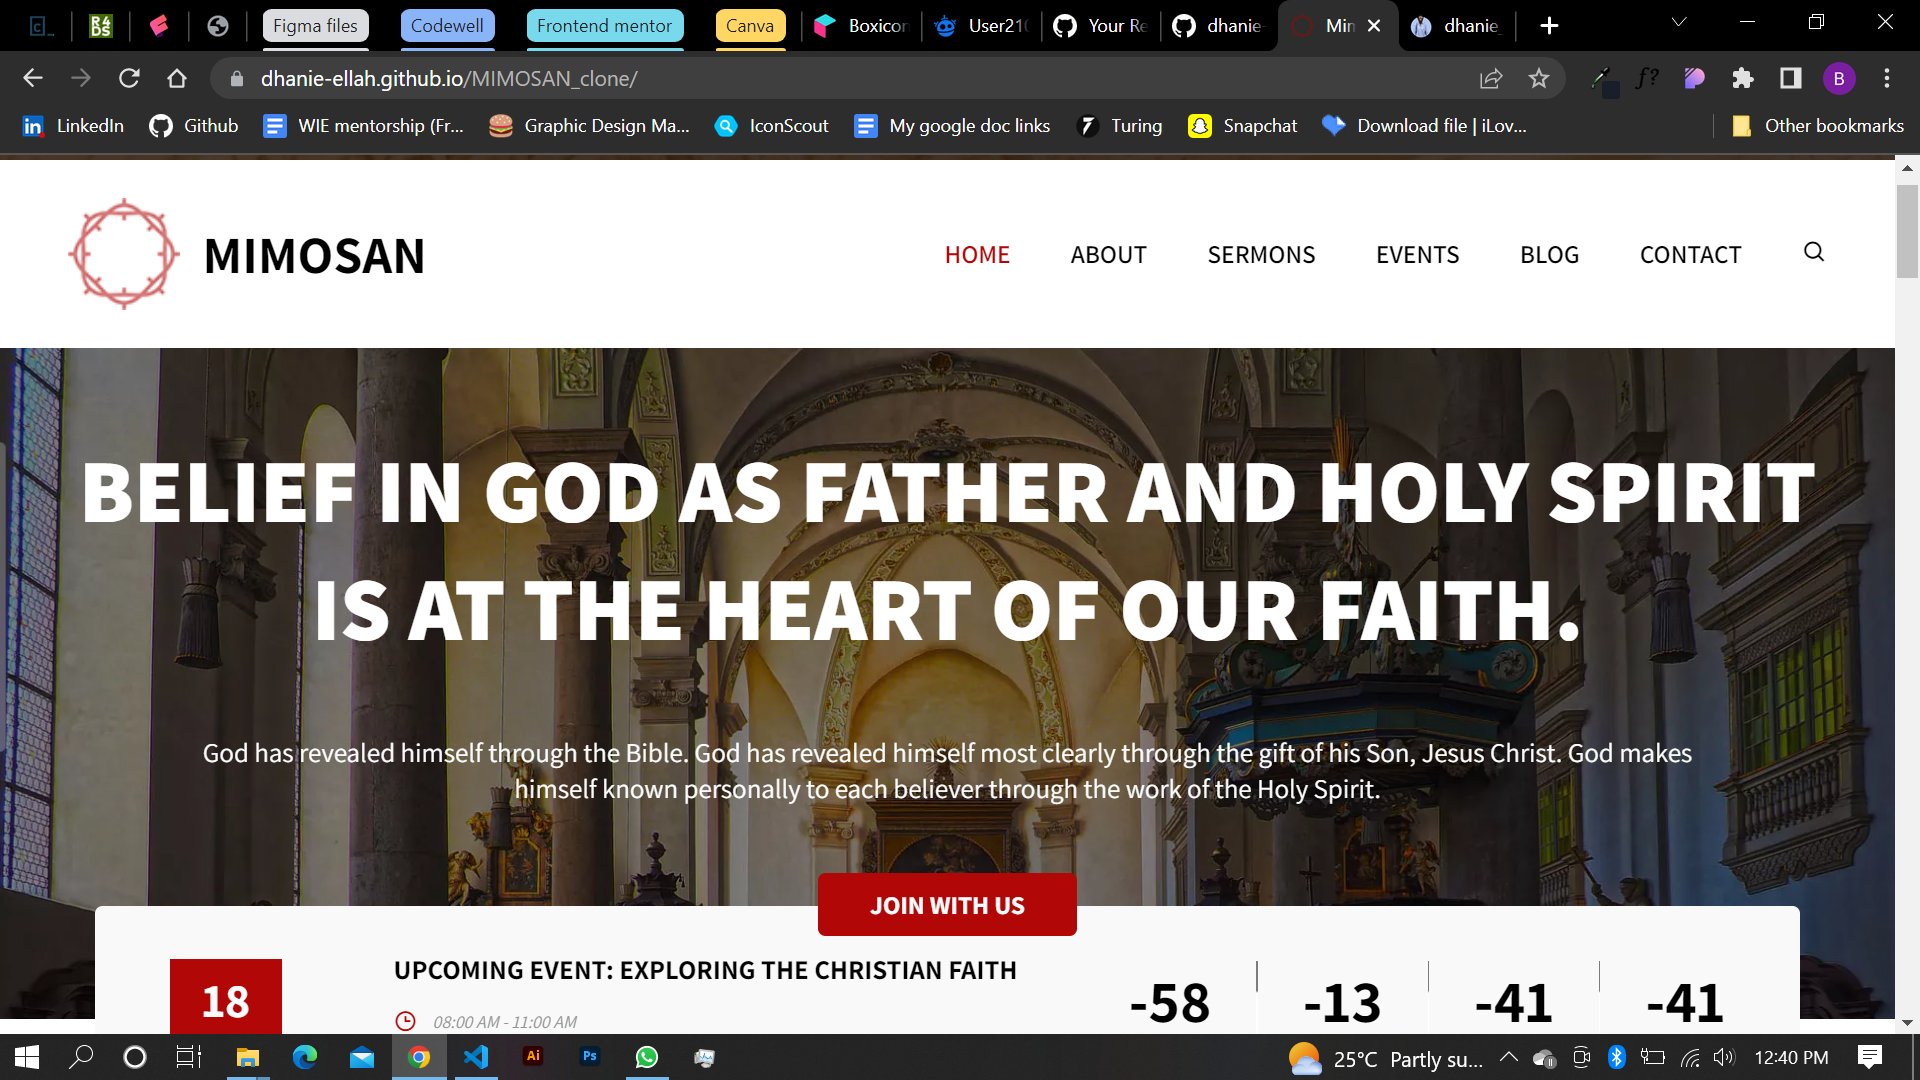 Figma files
Codewell
Frontend mentor
Canva
Boxicon
User210
Your Re
dhanie-
Min
dhanie_
dhanie-ellah.github.io/MIMOSAN_clone/
f?
B
LinkedIn
Github
WIE mentorship (Fr...
Graphic Design Ma...
IconScout
My google doc links
Turing
Snapchat
Download file | iLov...
Other bookmarks
MIMOSAN
HOME
ABOUT
SERMONS
EVENTS
BLOG
CONTACT
BELIEF IN GOD AS FATHER AND HOLY SPIRIT
IS AT THE HEART OF OUR FAITH.
God has revealed himself through the Bible. God has revealed himself most clearly through the gift of his Son, Jesus Christ. God makes
himself known personally to each believer through the work of the Holy Spirit.
JOIN WITH US
18
UPCOMING EVENT: EXPLORING THE CHRISTIAN FAITH
08:00 AM - 11:00 AM
-58
-13
-41
-41
Ai
Ps
25°C Partly su...
12:40 PM